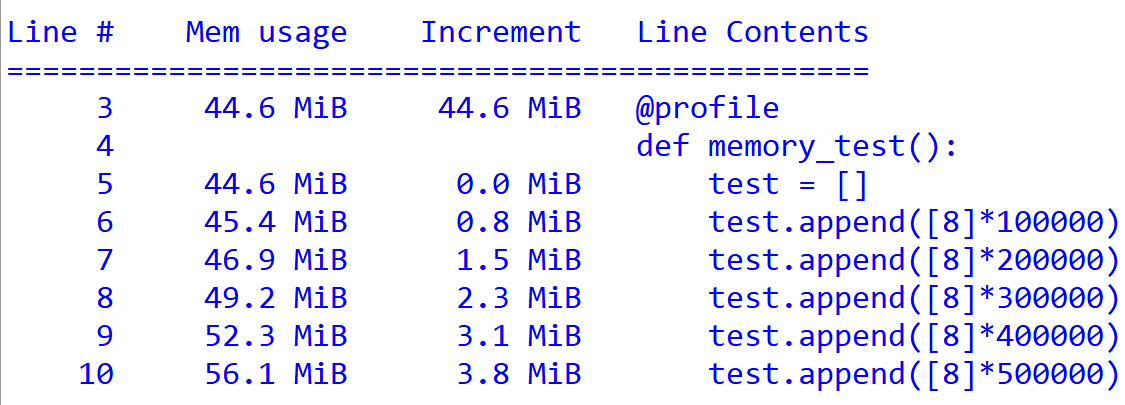 Line #    Mem usage    Increment   Line Contents
================================================
     3     44.6 MiB     44.6 MiB   @profile
     4                             def memory_test():
     5     44.6 MiB      0.0 MiB       test = []
     6     45.4 MiB      0.8 MiB       test.append([8]*100000)
     7     46.9 MiB      1.5 MiB       test.append([8]*200000)
     8     49.2 MiB      2.3 MiB       test.append([8]*300000)
     9     52.3 MiB      3.1 MiB       test.append([8]*400000)
    10     56.1 MiB      3.8 MiB       test.append([8]*500000)